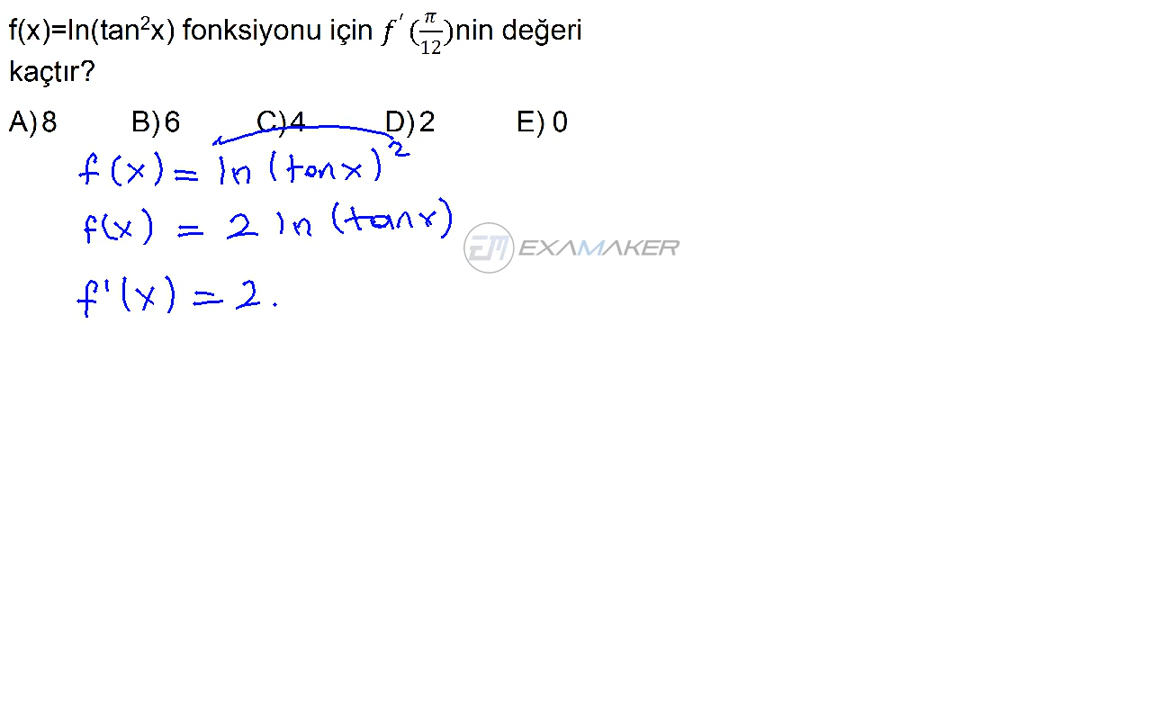 f(x)=ln(tan²x) fonksiyonu için f′(π/12)nin değeri
kaçtır?
A) 8 B) 6 C) 4 D) 2 E) 0
f(x) = ln(tanx)²
f(x) = 2 ln(tanx)
EXAMAKER
f'(x) = 2.